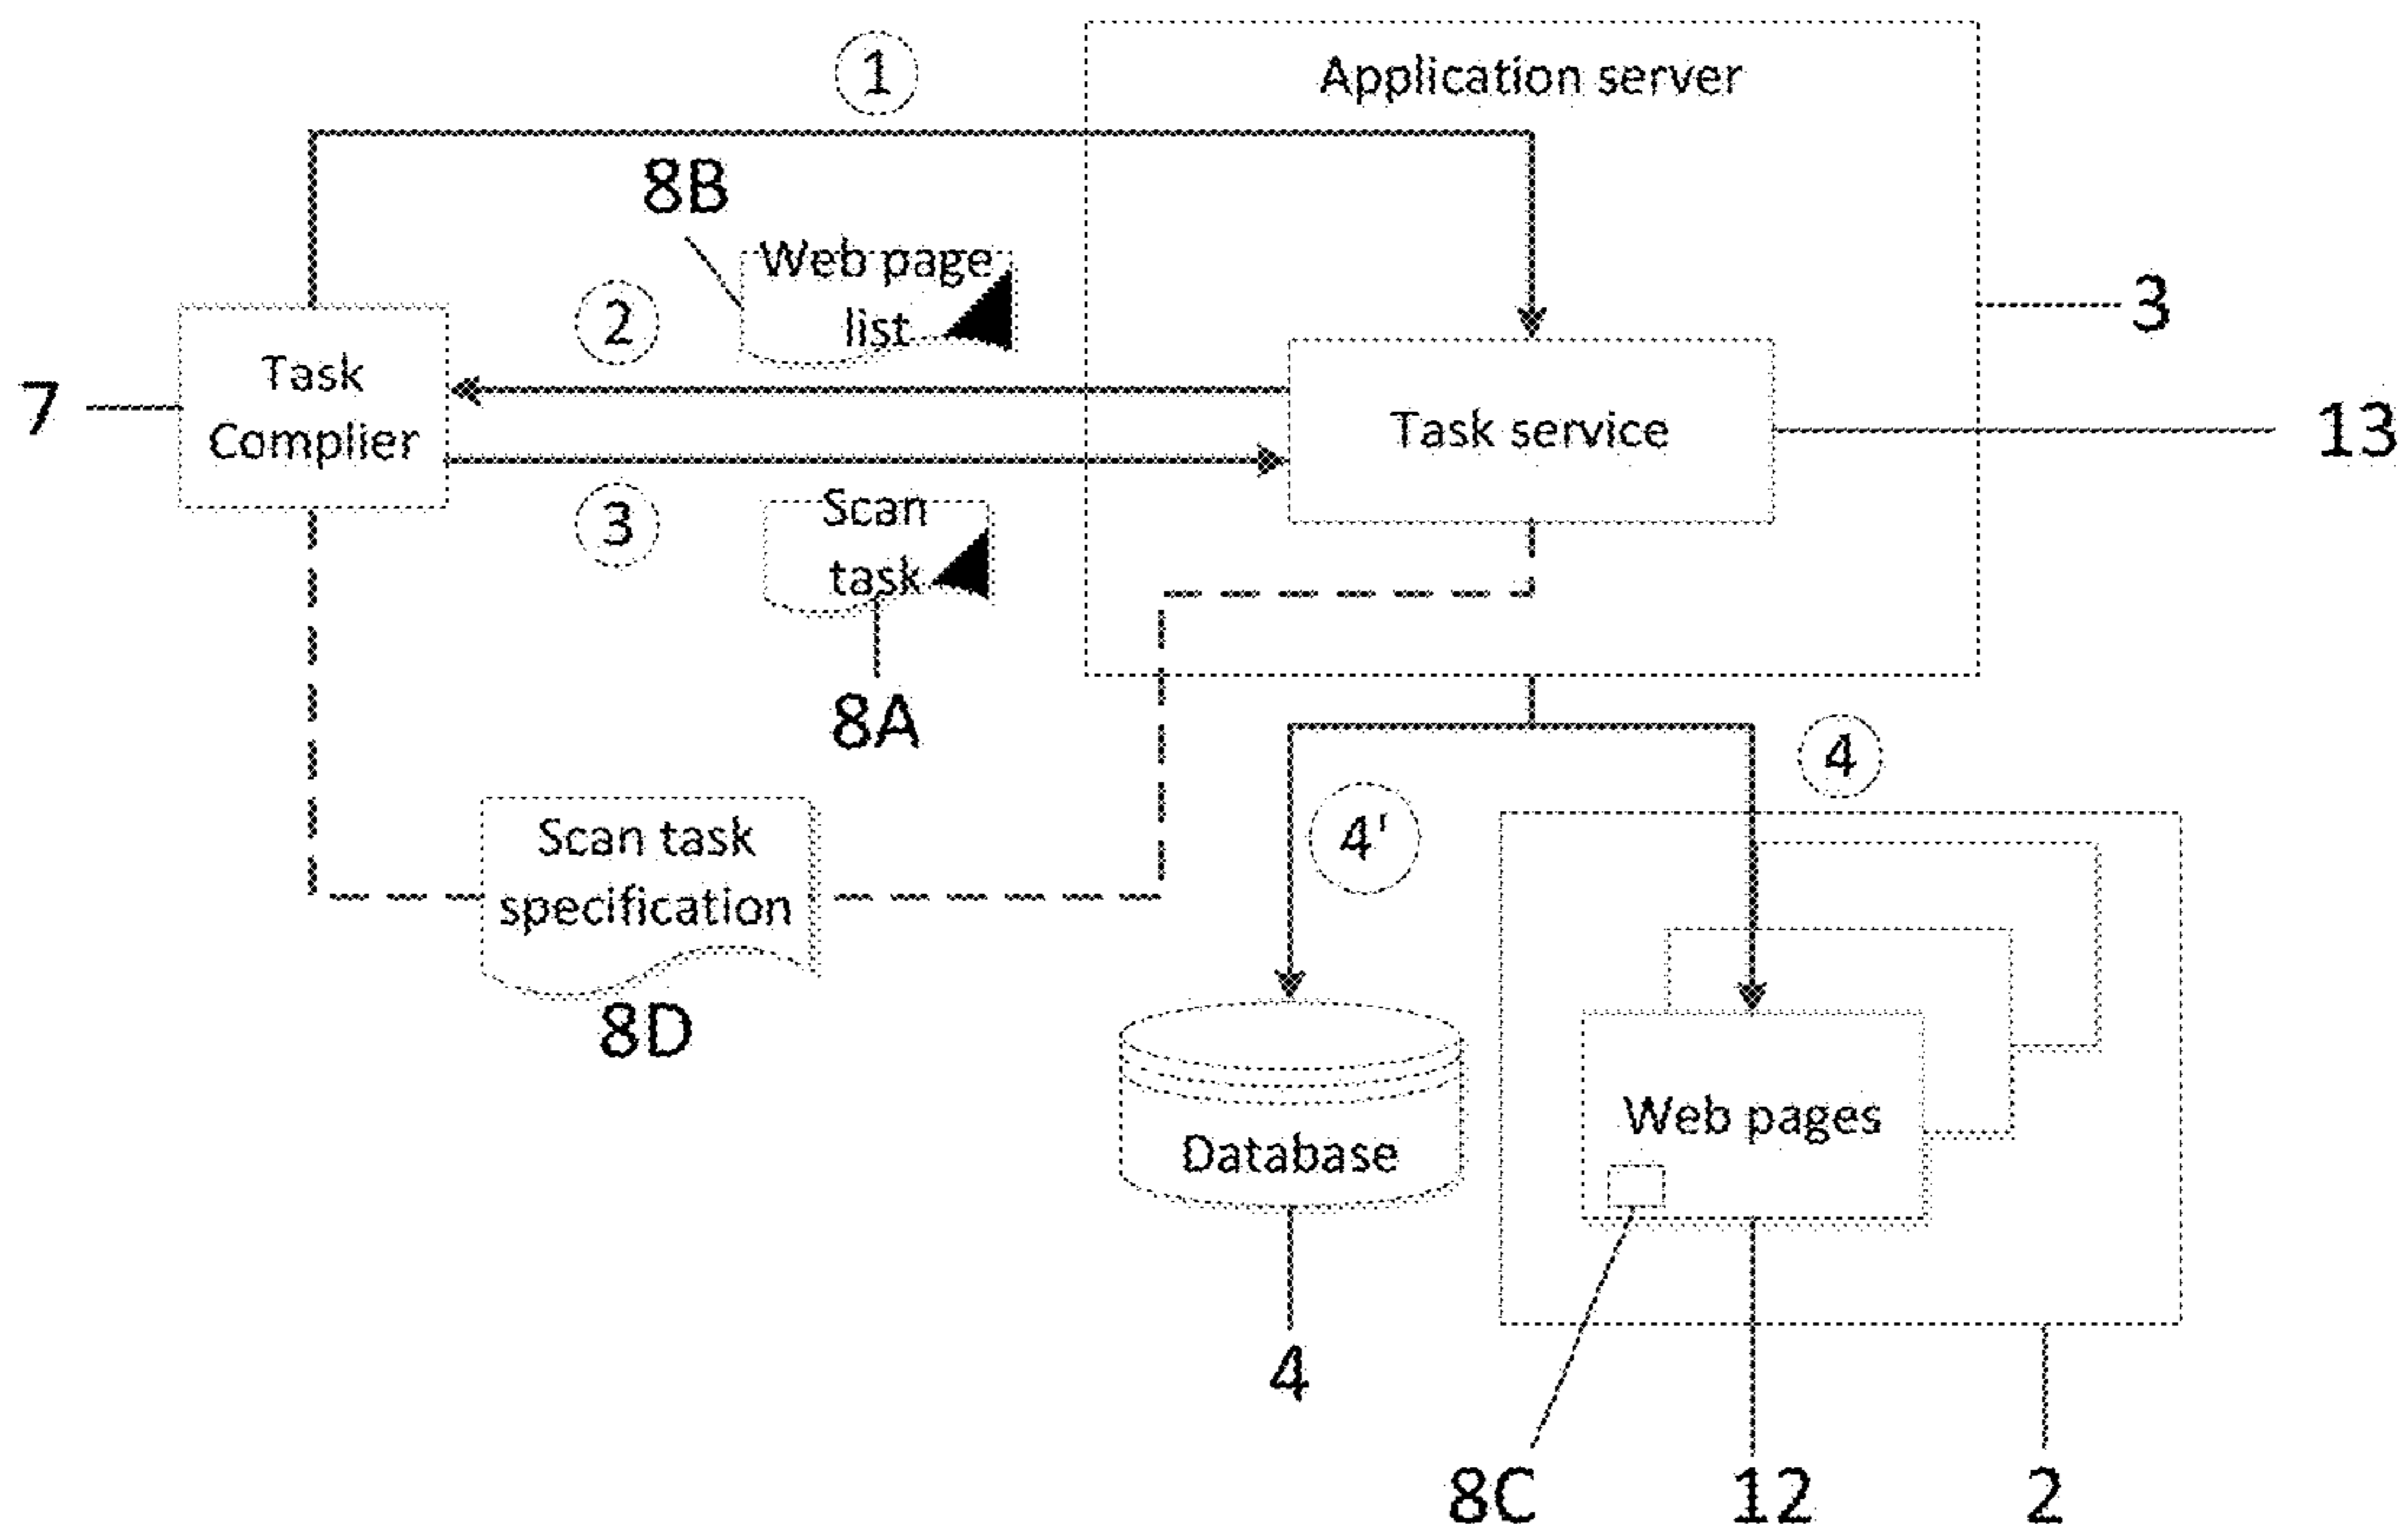 1
Application server
8B
Web page
list
2
3
Task
Complier
7
Task service
13
3
Scan
task
8A
4
4'
Scan task
specification
8D
Web pages
Database
4
8C
12
2